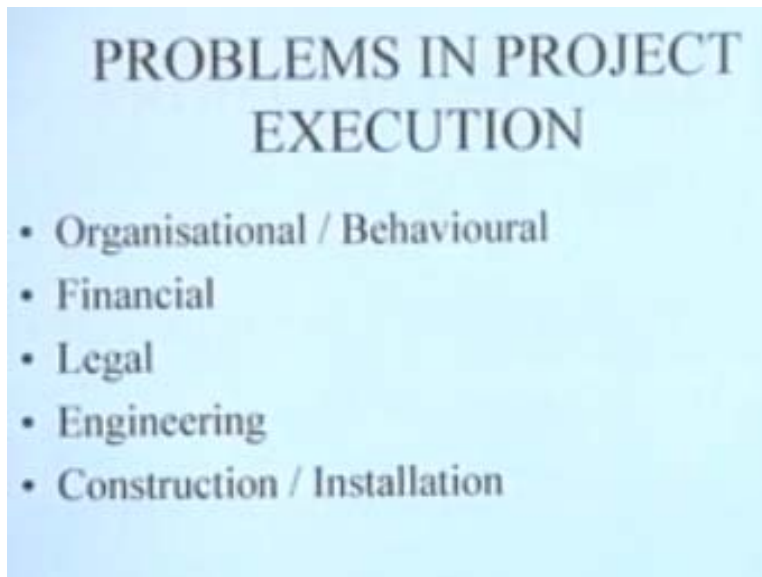 PROBLEMS IN PROJECT
EXECUTION
• Organisational / Behavioural
• Financial
• Legal
• Engineering
• Construction / Installation